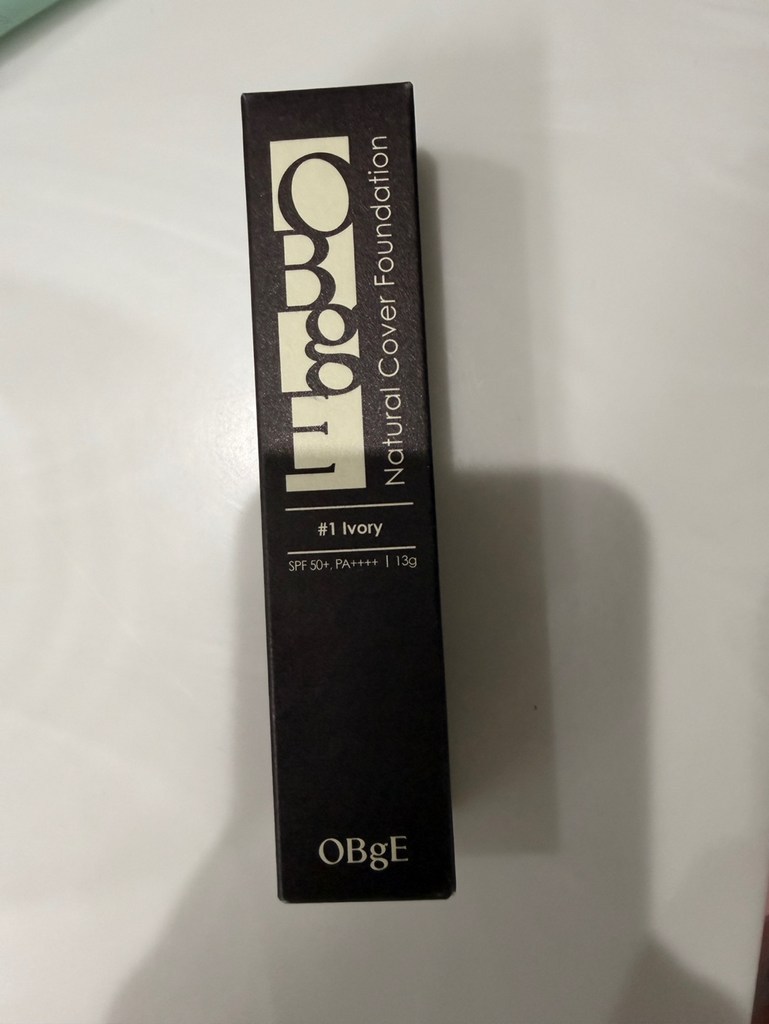 OBgE
Natural Cover Foundation
#1 Ivory
SPF 50+, PA++++ | 13g
OBgE